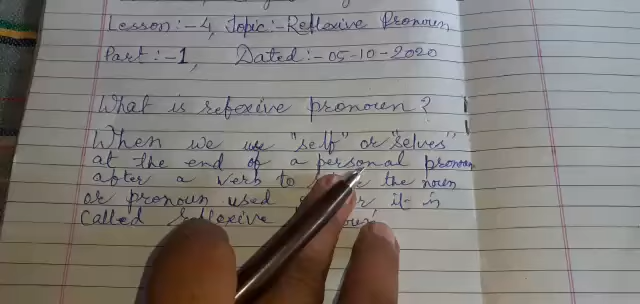 Lesson:-4, Topic:-Reflexive Pronoun
Part:-1, Dated:-05-10-2020
What is refexive pronoun?
When we use "self" or "selves"
at the end of a personal pronoun
after a verb to the noun
or pronoun used it is
called Reflexive